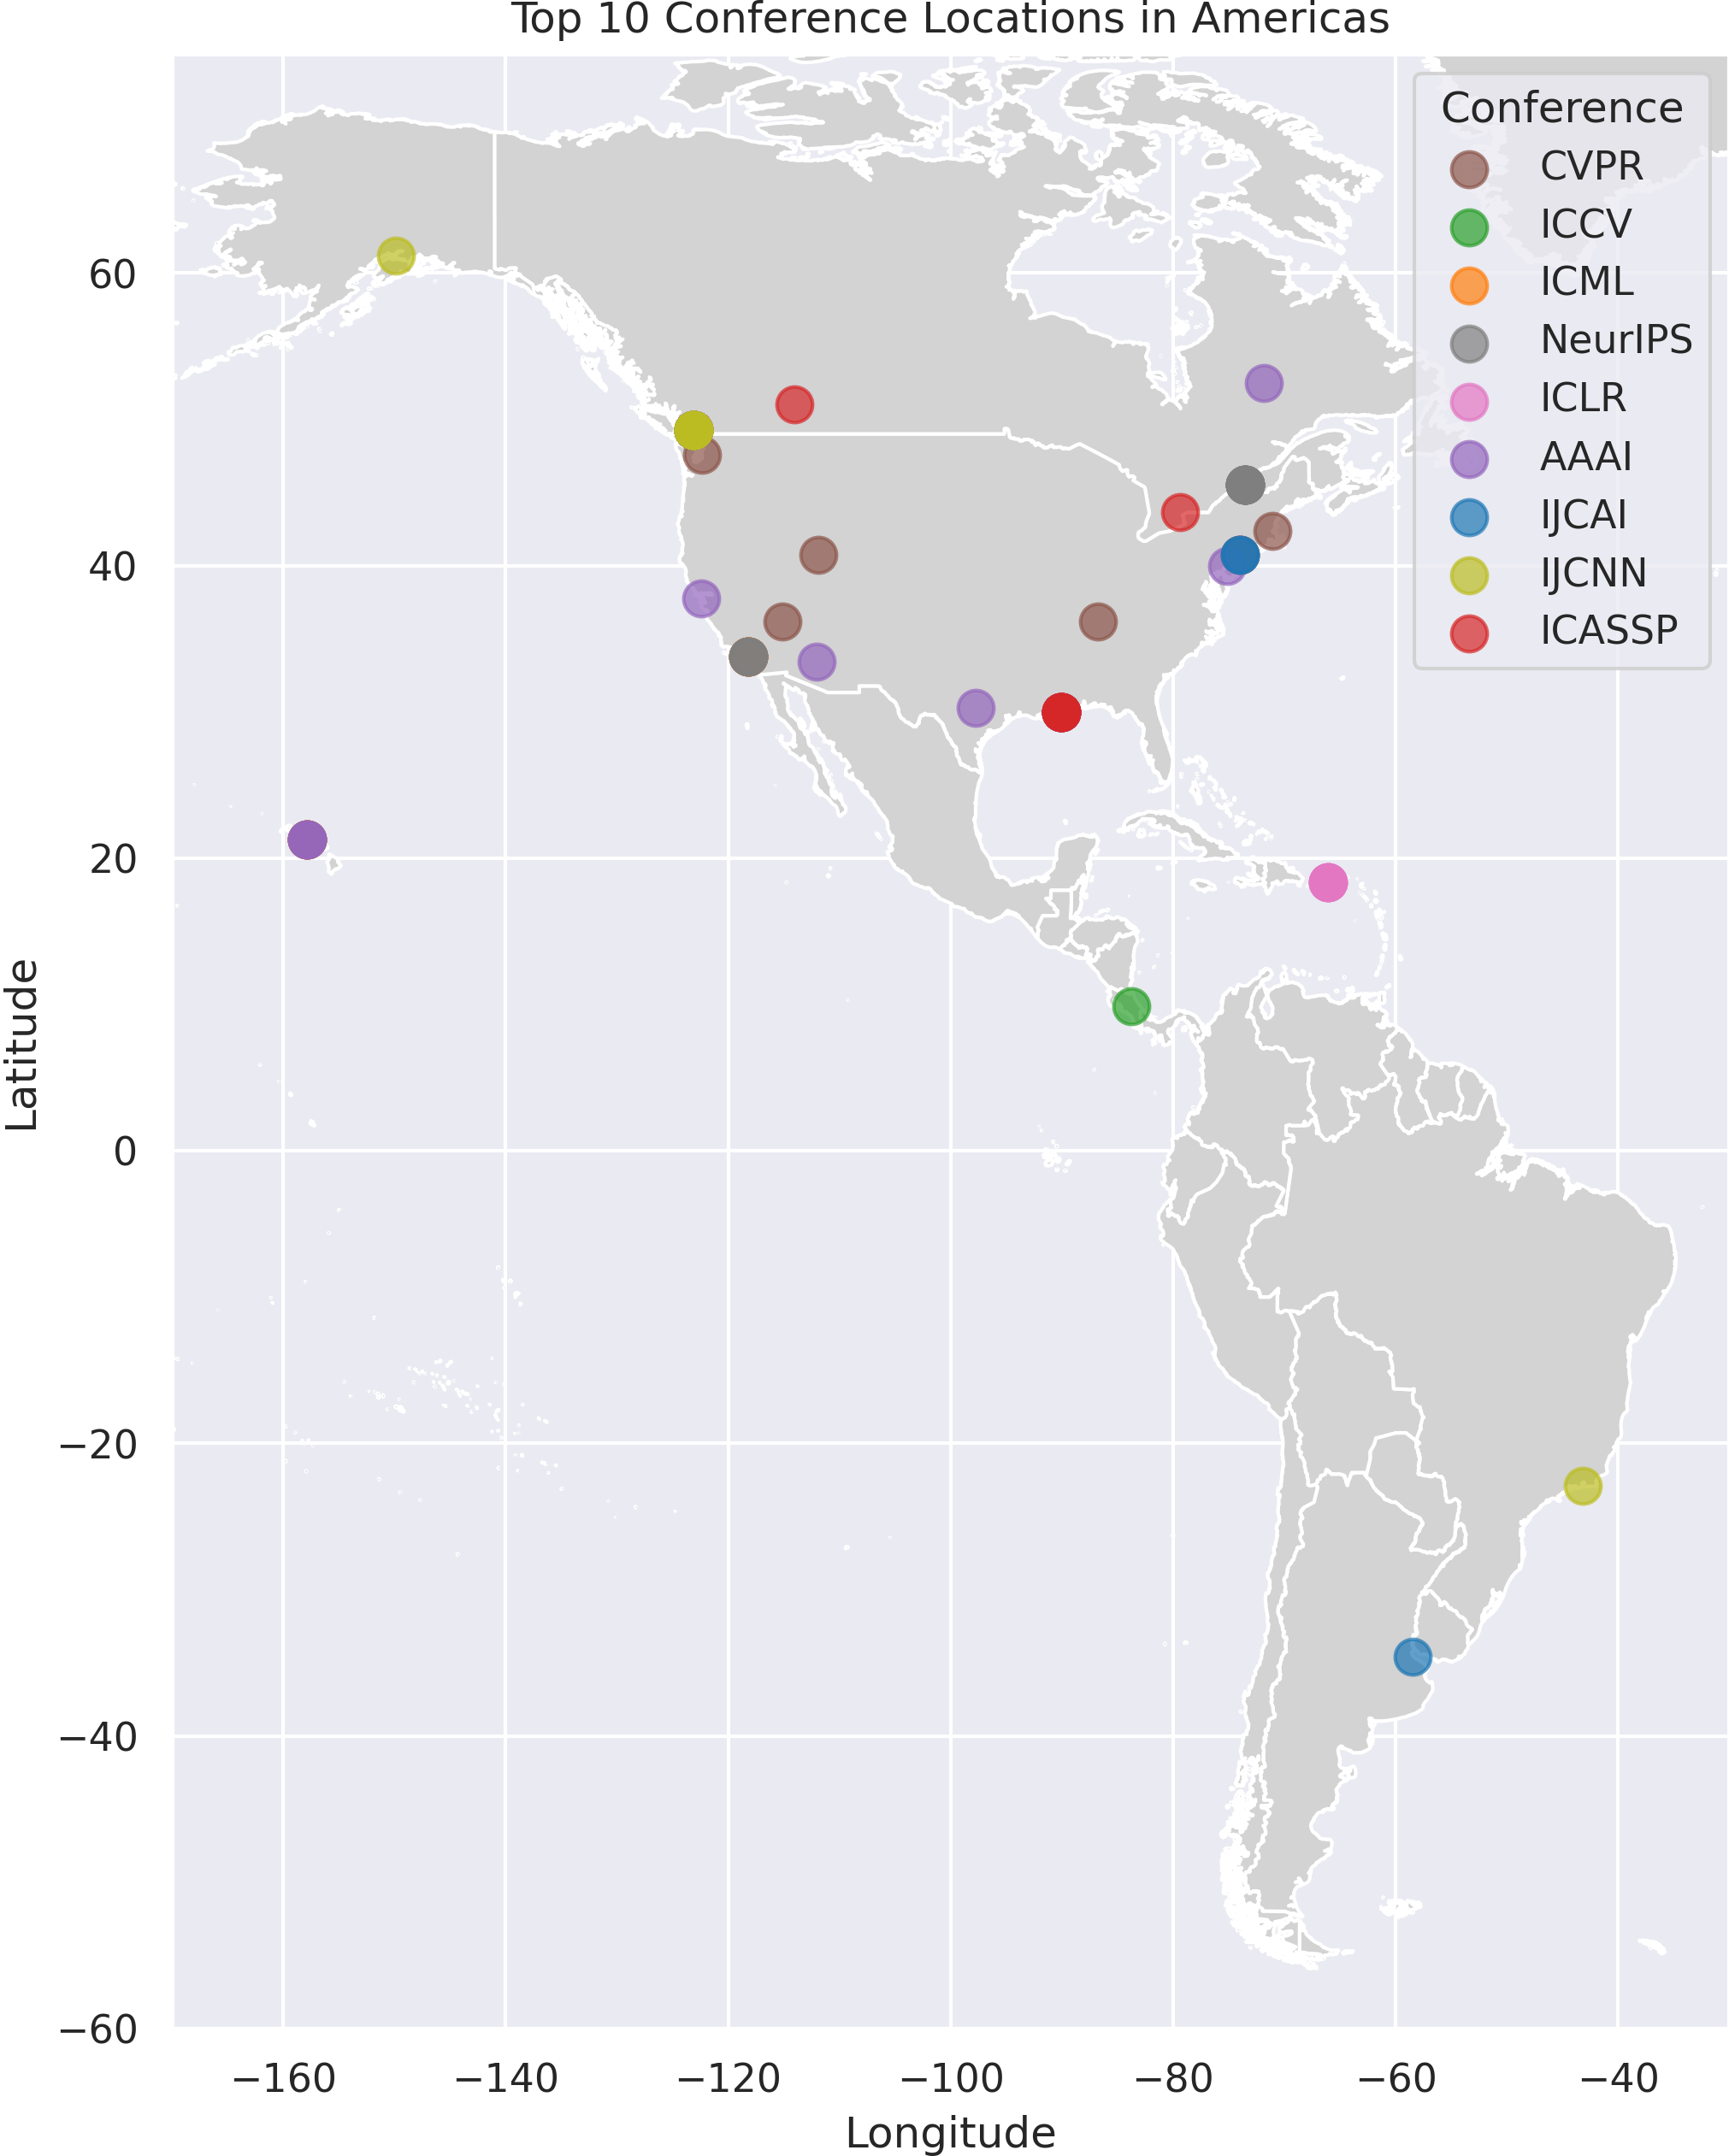 Top 10 Conference Locations in Americas
Conference
CVPR
ICCV
ICML
NeurIPS
ICLR
AAAI
IJCAI
IJCNN
ICASSP
Latitude
60
40
20
0
−20
−40
−60
−160
−140
−120
−100
−80
−60
−40
Longitude